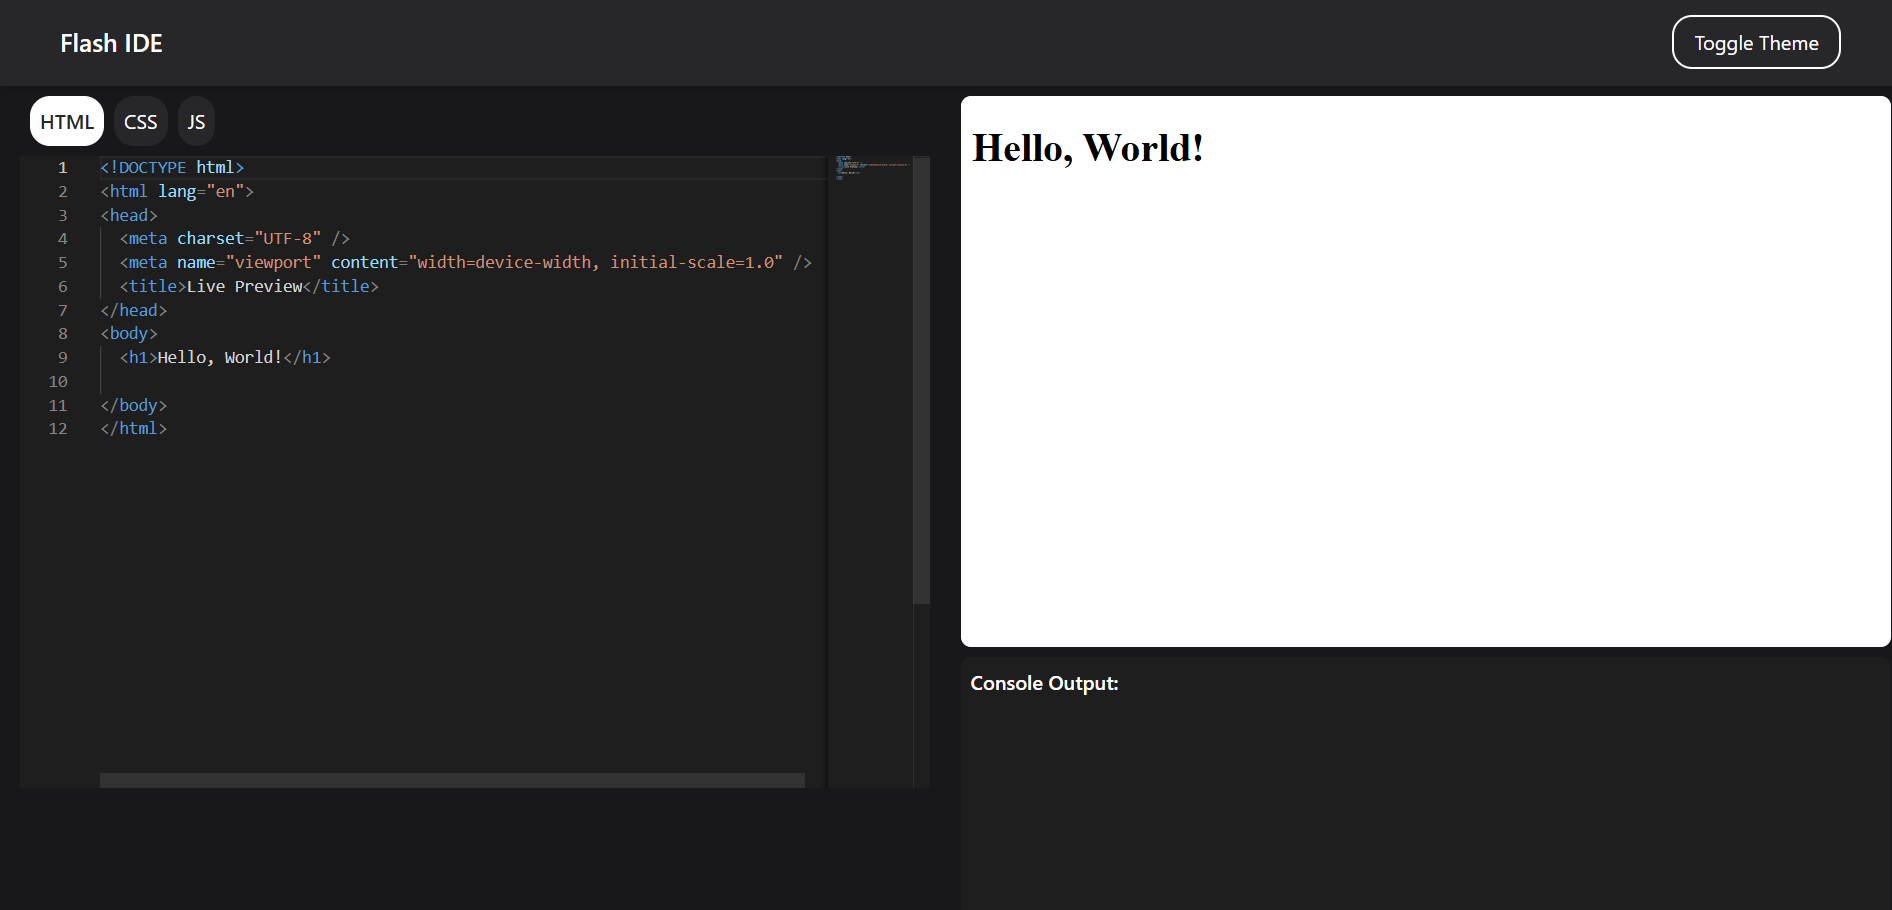 Flash IDE
Toggle Theme
HTML CSS JS
1 <!DOCTYPE html>
2 <html lang="en">
3 <head>
4   <meta charset="UTF-8" />
5   <meta name="viewport" content="width=device-width, initial-scale=1.0" />
6   <title>Live Preview</title>
7 </head>
8 <body>
9   <h1>Hello, World!</h1>
10
11 </body>
12 </html>
Hello, World!
Console Output: